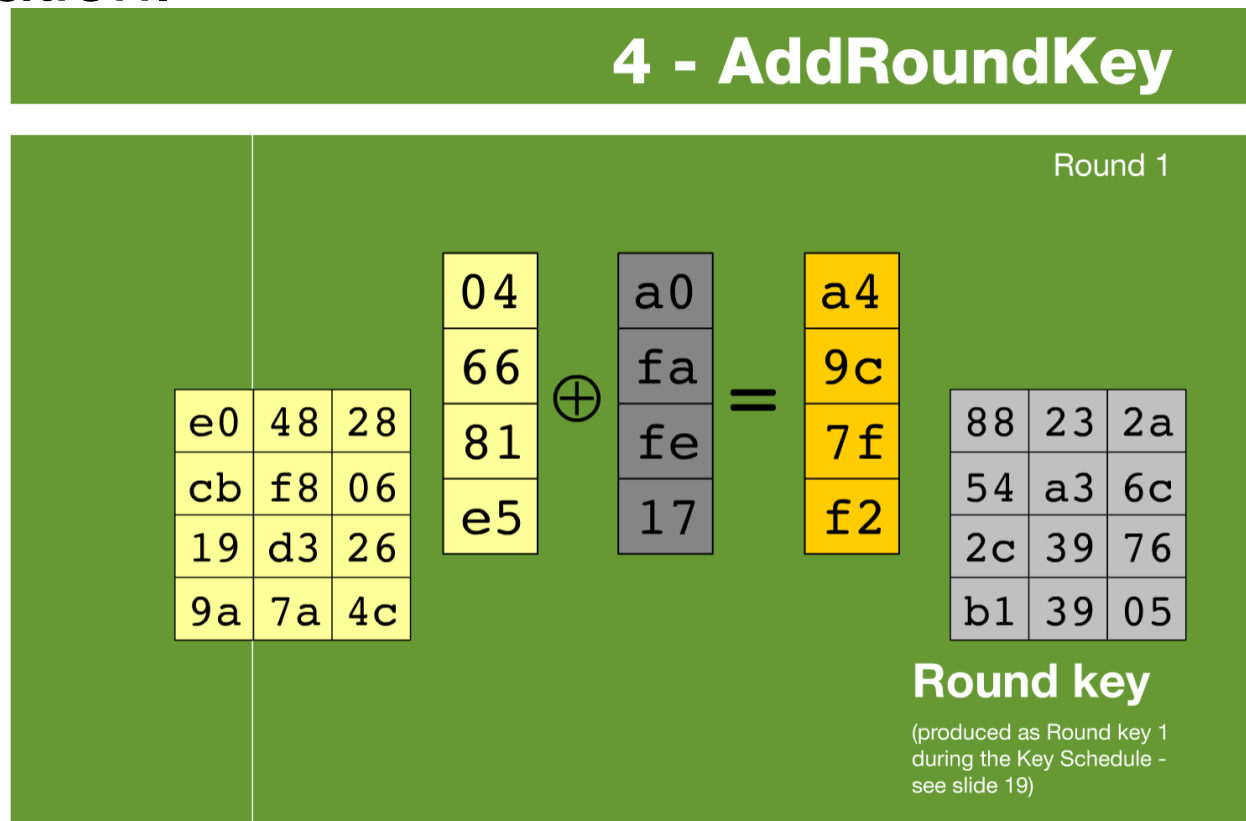 4 - AddRoundKey
Round 1
04 a0 a4
66 fa 9c
⊕ =
81 fe 7f
e5 17 f2
e0 48 28
cb f8 06
19 d3 26
9a 7a 4c
88 23 2a
54 a3 6c
2c 39 76
b1 39 05
Round key
(produced as Round key 1
during the Key Schedule -
see slide 19)